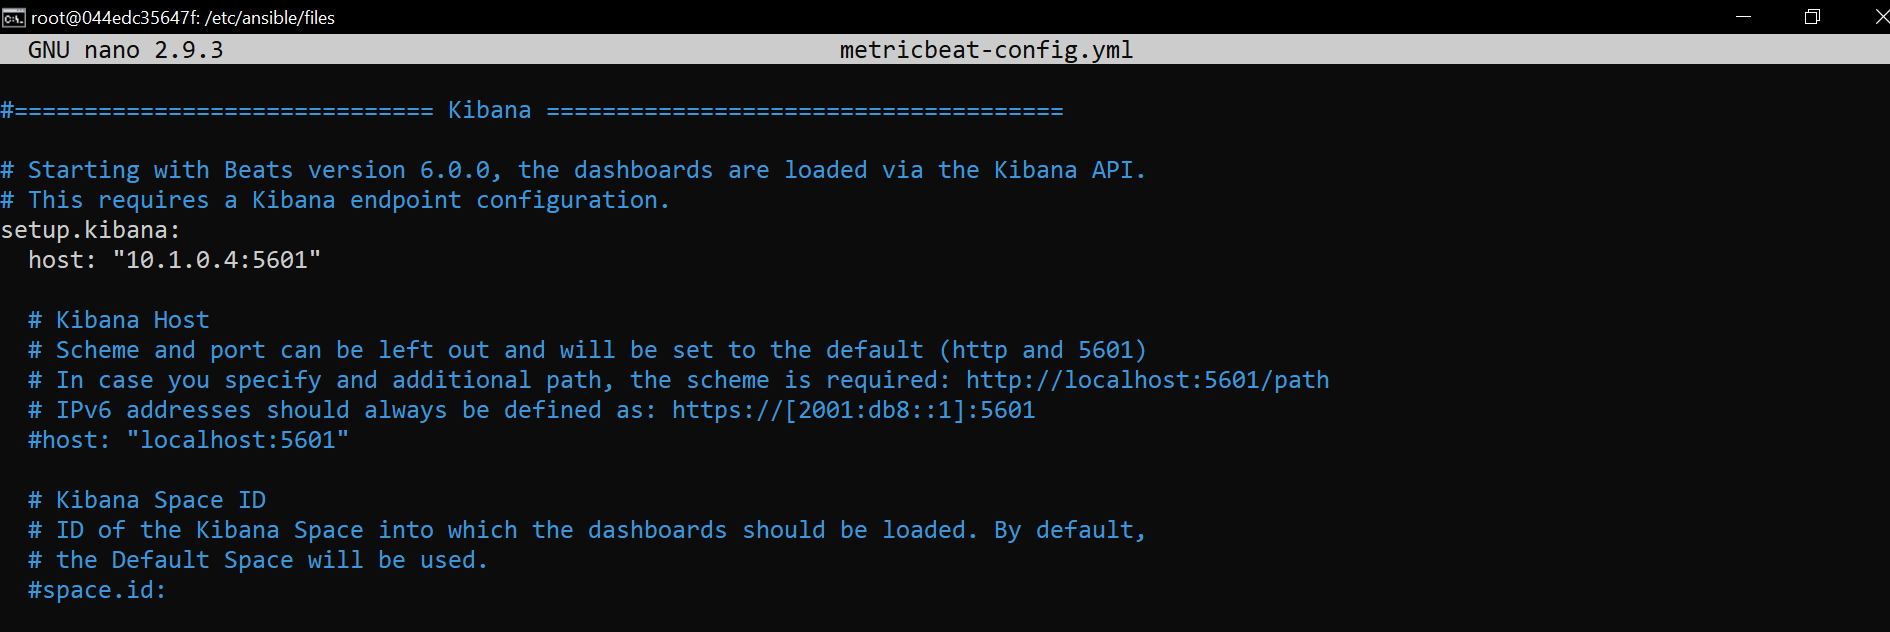 root@044edc35647f: /etc/ansible/files
GNU nano 2.9.3 metricbeat-config.yml
#============================== Kibana =====================================
# Starting with Beats version 6.0.0, the dashboards are loaded via the Kibana API.
# This requires a Kibana endpoint configuration.
setup.kibana:
host: "10.1.0.4:5601"
# Kibana Host
# Scheme and port can be left out and will be set to the default (http and 5601)
# In case you specify and additional path, the scheme is required: http://localhost:5601/path
# IPv6 addresses should always be defined as: https://[2001:db8::1]:5601
#host: "localhost:5601"
# Kibana Space ID
# ID of the Kibana Space into which the dashboards should be loaded. By default,
# the Default Space will be used.
#space.id: